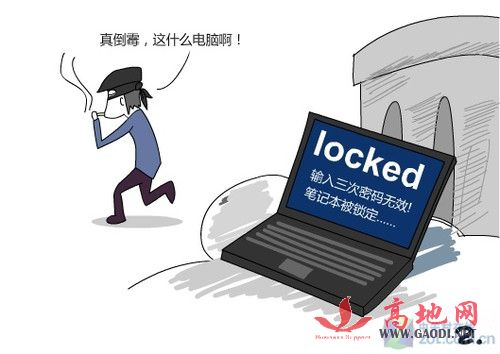 真倒霉，这什么电脑啊！
locked
输入三次密码无效!
笔记本被锁定......
高地网
WWW.GAODI.NET
2.